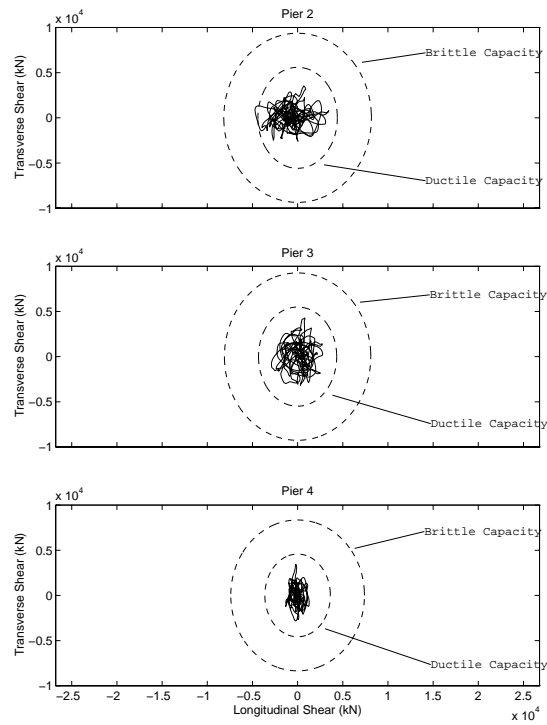 Pier 2
x 10^4
1
0.5
0
−0.5
−1
Transverse Shear (kN)
Brittle Capacity
Ductile Capacity
Pier 3
x 10^4
1
0.5
0
−0.5
−1
Transverse Shear (kN)
Brittle Capacity
Ductile Capacity
Pier 4
x 10^4
1
0.5
0
−0.5
−1
Transverse Shear (kN)
Brittle Capacity
Ductile Capacity
−2.5 −2 −1.5 −1 −0.5 0 0.5 1 1.5 2 2.5
Longitudinal Shear (kN)
x 10^4